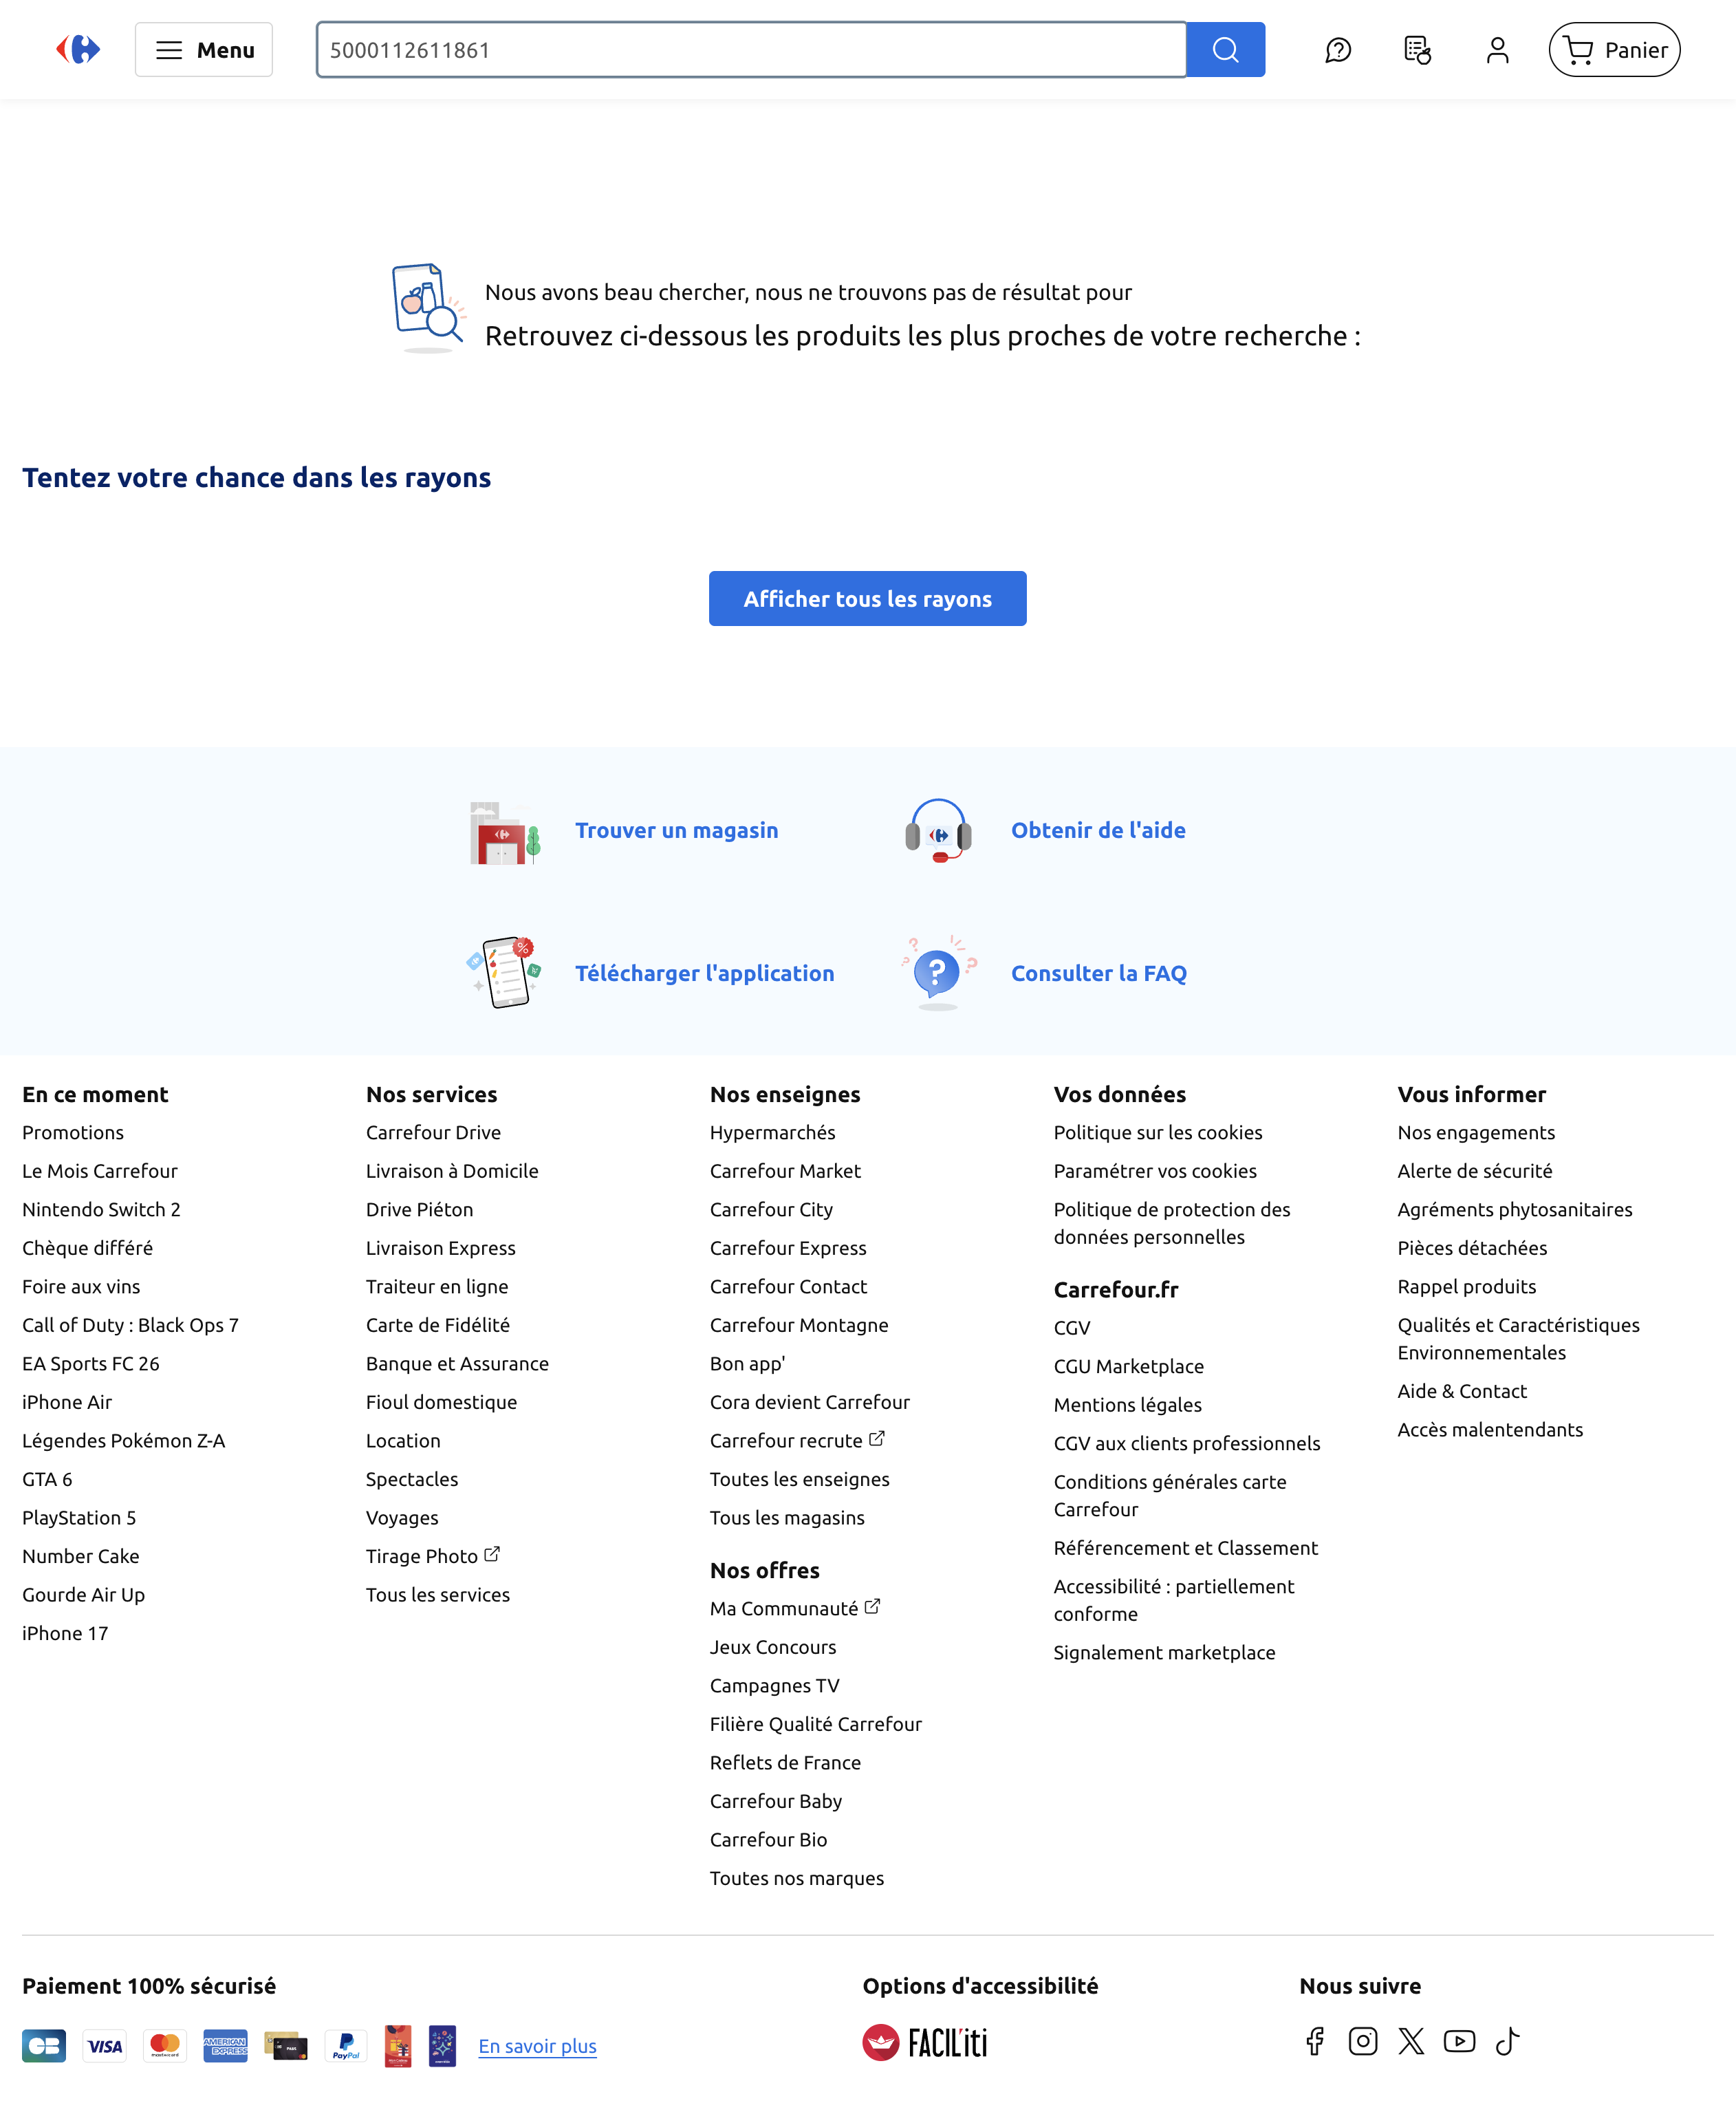 Menu
5000112611861
Panier
Nous avons beau chercher, nous ne trouvons pas de résultat pour
Retrouvez ci-dessous les produits les plus proches de votre recherche :
Tentez votre chance dans les rayons
Afficher tous les rayons
Trouver un magasin
Obtenir de l'aide
Télécharger l'application
Consulter la FAQ
En ce moment
Promotions
Le Mois Carrefour
Nintendo Switch 2
Chèque différé
Foire aux vins
Call of Duty : Black Ops 7
EA Sports FC 26
iPhone Air
Légendes Pokémon Z-A
GTA 6
PlayStation 5
Number Cake
Gourde Air Up
iPhone 17
Nos services
Carrefour Drive
Livraison à Domicile
Drive Piéton
Livraison Express
Traiteur en ligne
Carte de Fidélité
Banque et Assurance
Fioul domestique
Location
Spectacles
Voyages
Tirage Photo
Tous les services
Nos enseignes
Hypermarchés
Carrefour Market
Carrefour City
Carrefour Express
Carrefour Contact
Carrefour Montagne
Bon app'
Cora devient Carrefour
Carrefour recrute
Toutes les enseignes
Tous les magasins
Nos offres
Ma Communauté
Jeux Concours
Campagnes TV
Filière Qualité Carrefour
Reflets de France
Carrefour Baby
Carrefour Bio
Toutes nos marques
Vos données
Politique sur les cookies
Paramétrer vos cookies
Politique de protection des
données personnelles
Carrefour.fr
CGV
CGU Marketplace
Mentions légales
CGV aux clients professionnels
Conditions générales carte
Carrefour
Référencement et Classement
Accessibilité : partiellement
conforme
Signalement marketplace
Vous informer
Nos engagements
Alerte de sécurité
Agréments phytosanitaires
Pièces détachées
Rappel produits
Qualités et Caractéristiques
Environnementales
Aide & Contact
Accès malentendants
Paiement 100% sécurisé
CB
VISA
mastercard
AMERICAN
EXPRESS
PASS
PayPal
En savoir plus
Options d'accessibilité
FACIL'iti
Nous suivre